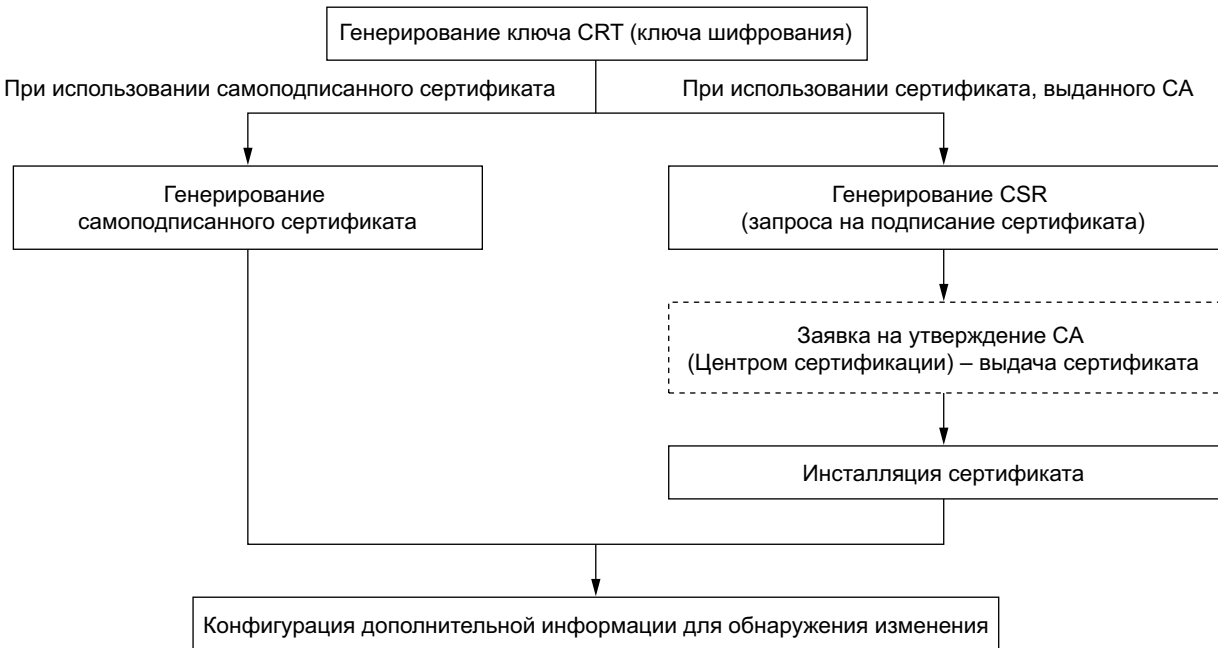 Генерирование ключа CRT (ключа шифрования)
При использовании самоподписанного сертификата
При использовании сертификата, выданного CA
Генерирование
самоподписанного сертификата
Генерирование CSR
(запроса на подписание сертификата)
Заявка на утверждение CA
(Центром сертификации) – выдача сертификата
Инсталляция сертификата
Конфигурация дополнительной информации для обнаружения изменения